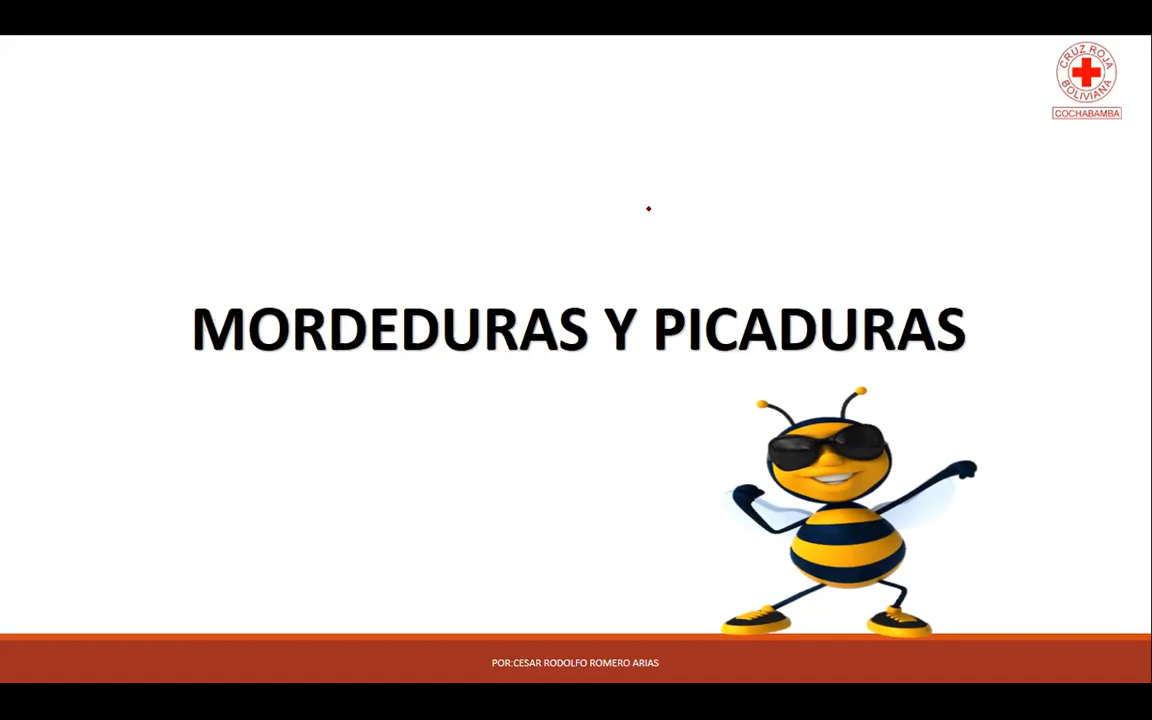 CRUZ ROJA
BOLIVIANA
COCHABAMBA
MORDEDURAS Y PICADURAS
POR:CESAR RODOLFO ROMERO ARIAS